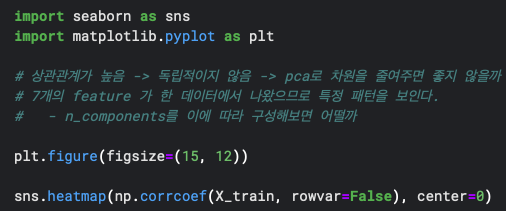 import seaborn as sns
import matplotlib.pyplot as plt
# 상관관계가 높음 -> 독립적이지 않음 -> pca로 차원을 줄여주면 좋지 않을까
# 7개의 feature 가 한 데이터에서 나왔으므로 특정 패턴을 보인다.
#   - n_components를 이에 따라 구성해보면 어떨까
plt.figure(figsize=(15, 12))
sns.heatmap(np.corrcoef(X_train, rowvar=False), center=0)